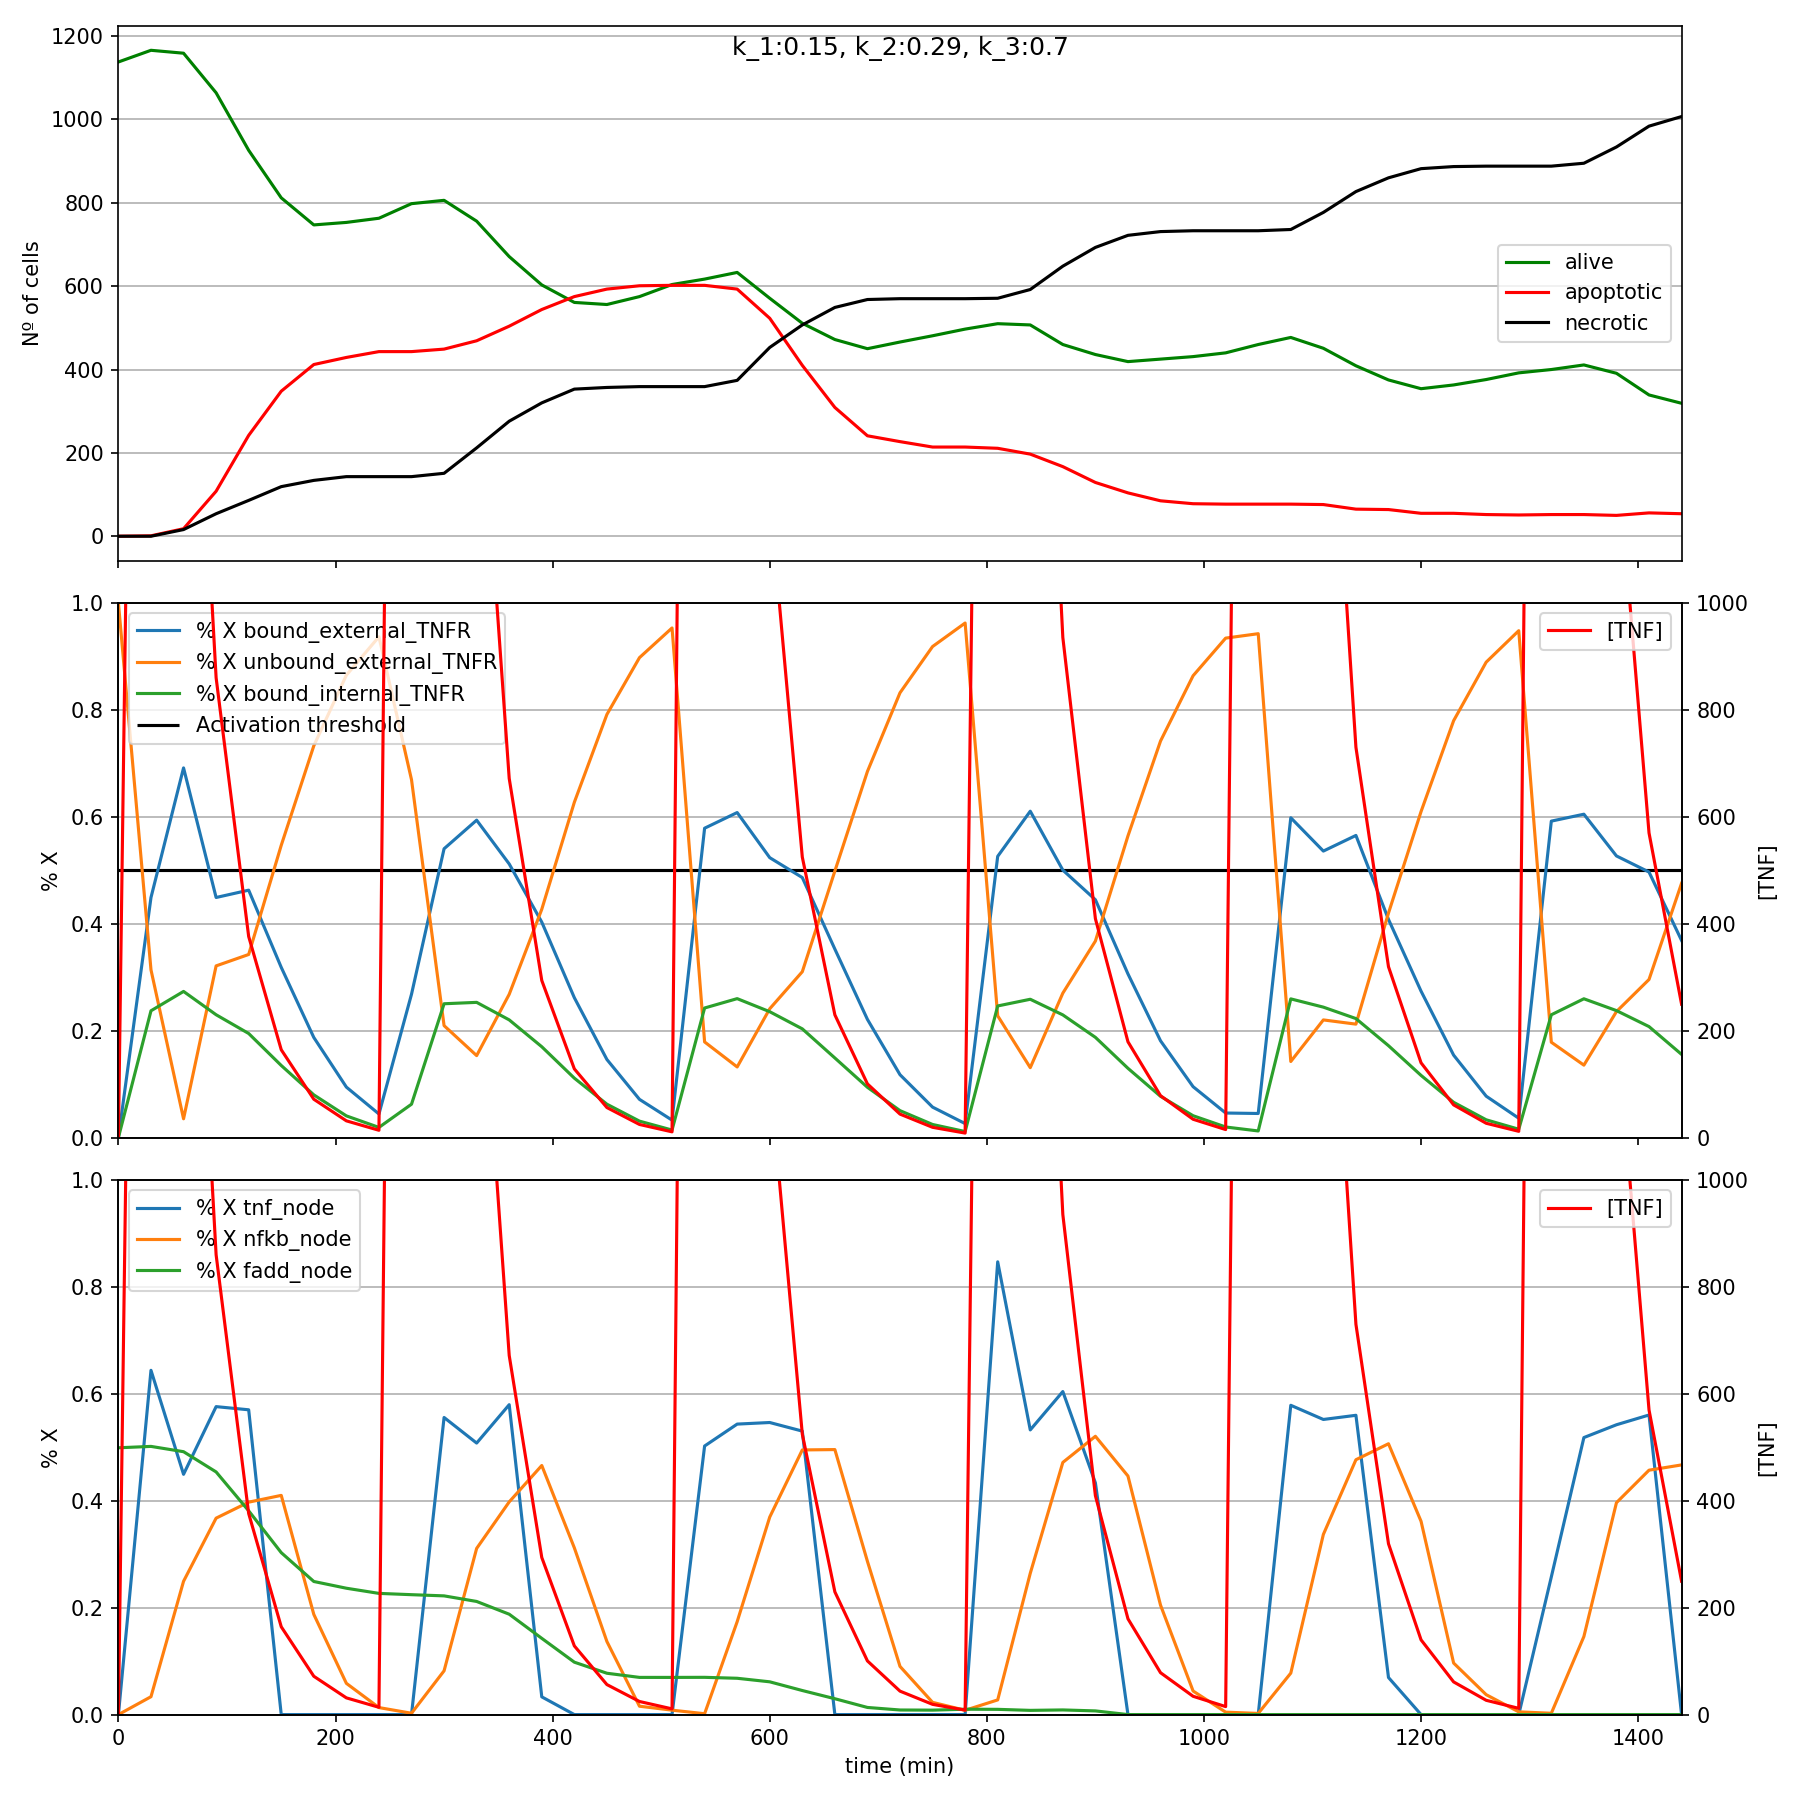 k_1:0.15, k_2:0.29, k_3:0.7
1200
1000
800
600
400
200
0
Nº of cells
alive
apoptotic
necrotic
1.0
0.8
0.6
0.4
0.2
0.0
% X
% X bound_external_TNFR
% X unbound_external_TNFR
% X bound_internal_TNFR
Activation threshold
[TNF]
1000
800
600
400
200
0
[TNF]
1.0
0.8
0.6
0.4
0.2
0.0
% X
% X tnf_node
% X nfkb_node
% X fadd_node
[TNF]
1000
800
600
400
200
0
[TNF]
0 200 400 600 800 1000 1200 1400
time (min)